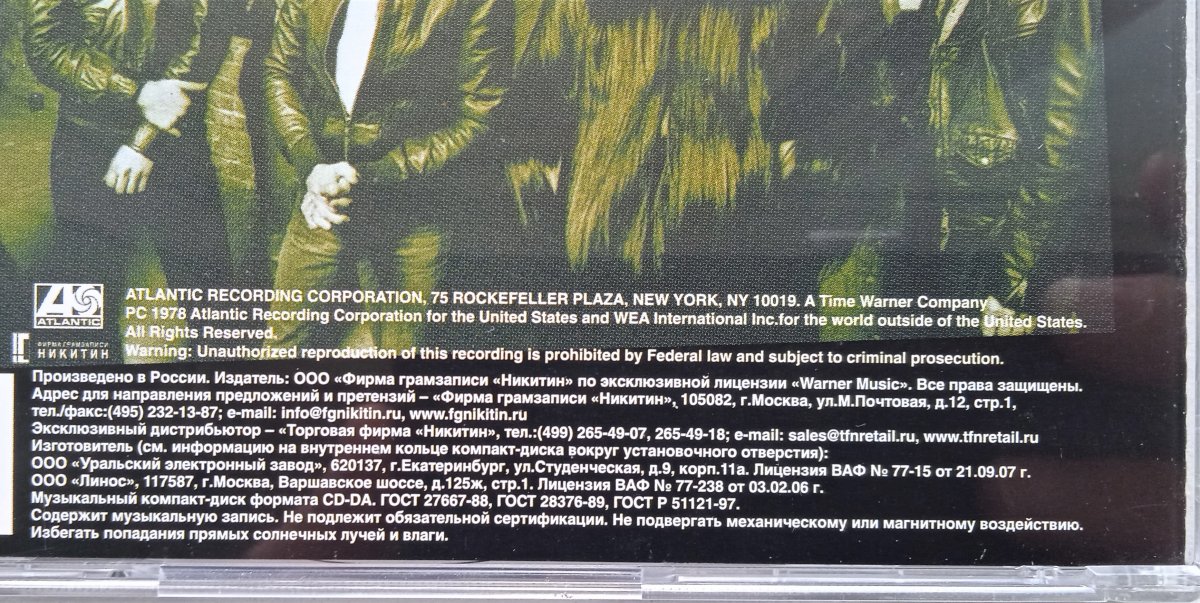 ATLANTIC RECORDING CORPORATION, 75 ROCKEFELLER PLAZA, NEW YORK, NY 10019. A Time Warner Company
PC 1978 Atlantic Recording Corporation for the United States and WEA International Inc.for the world outside of the United States.
All Rights Reserved.
Warning: Unauthorized reproduction of this recording is prohibited by Federal law and subject to criminal prosecution.
ATLANTIC
ФИРМА ГРАМЗАПИСИ
НИКИТИН
Произведено в России. Издатель: ООО «Фирма грамзаписи «Никитин» по эксклюзивной лицензии «Warner Music». Все права защищены.
Адрес для направления предложений и претензий – «Фирма грамзаписи «Никитин», 105082, г.Москва, ул.М.Почтовая, д.12, стр.1,
тел./факс:(495) 232-13-87; e-mail: info@fgnikitin.ru, www.fgnikitin.ru
Эксклюзивный дистрибьютор – «Торговая фирма «Никитин», тел.:(499) 265-49-07, 265-49-18; e-mail: sales@tfnretail.ru, www.tfnretail.ru
Изготовитель (см. информацию на внутреннем кольце компакт-диска вокруг установочного отверстия):
ООО «Уральский электронный завод», 620137, г.Екатеринбург, ул.Студенческая, д.9, корп.11а. Лицензия ВАФ № 77-15 от 21.09.07 г.
ООО «Линос», 117587, г.Москва, Варшавское шоссе, д.125ж, стр.1. Лицензия ВАФ № 77-238 от 03.02.06 г.
Музыкальный компакт-диск формата CD-DA. ГОСТ 27667-88, ГОСТ 28376-89, ГОСТ Р 51121-97.
Содержит музыкальную запись. Не подлежит обязательной сертификации. Не подвергать механическому или магнитному воздействию.
Избегать попадания прямых солнечных лучей и влаги.